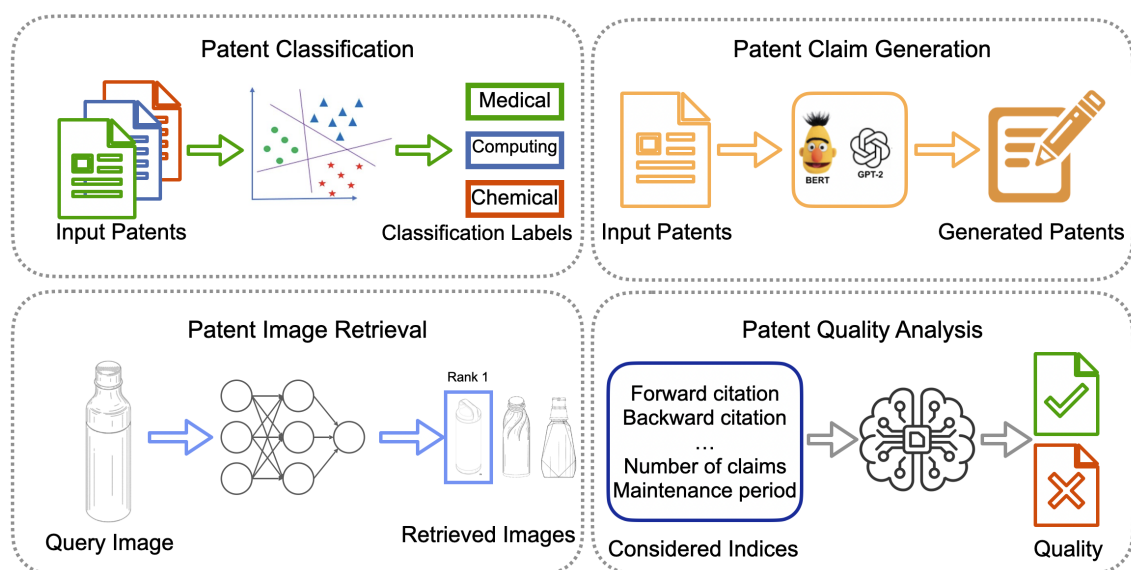 Patent Classification
Medical
Computing
Chemical
Input Patents
Classification Labels
Patent Claim Generation
BERT
GPT-2
Input Patents
Generated Patents
Patent Image Retrieval
Rank 1
Query Image
Retrieved Images
Patent Quality Analysis
Forward citation
Backward citation
...
Number of claims
Maintenance period
Considered Indices
Quality